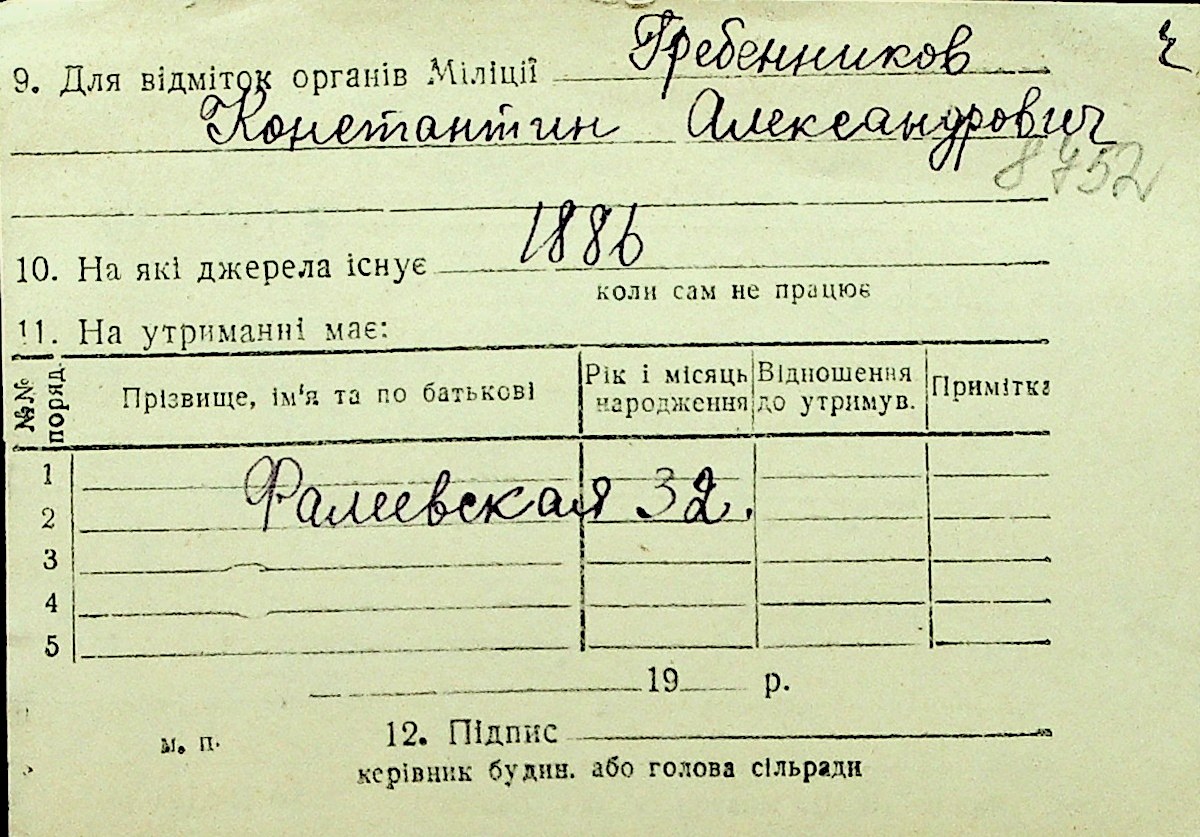 Гребенников ч
9. Для відміток органів Міліції
Константин Александрович
8752
1886
10. На які джерела існує
коли сам не працює
11. На утриманні має:
№№ поряд. Прізвище, ім'я та по батькові Рік і місяць народження Відношення до утримув. Примітка
1
Фалеевская 32.
2
3
4
5
19 р.
м. п. 12. Підпис
керівник будин. або голова сільради